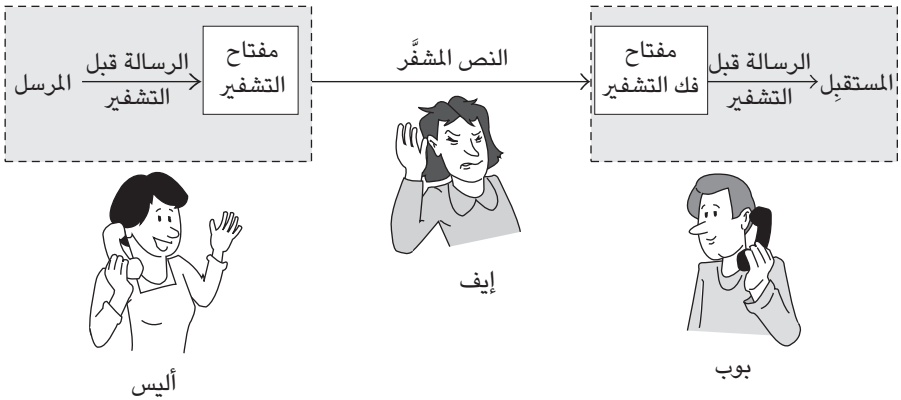 المرسل
الرسالة قبل
التشفير
مفتاح
التشفير
النص المشفَّر
مفتاح
فك التشفير
الرسالة قبل
التشفير
المستقبِل
أليس
إيف
بوب